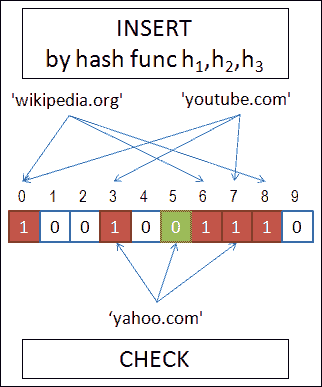 INSERT
by hash func h₁,h₂,h₃
'wikipedia.org' 'youtube.com'
0 1 2 3 4 5 6 7 8 9
1 0 0 1 0 0 1 1 1 0
‘yahoo.com'
CHECK